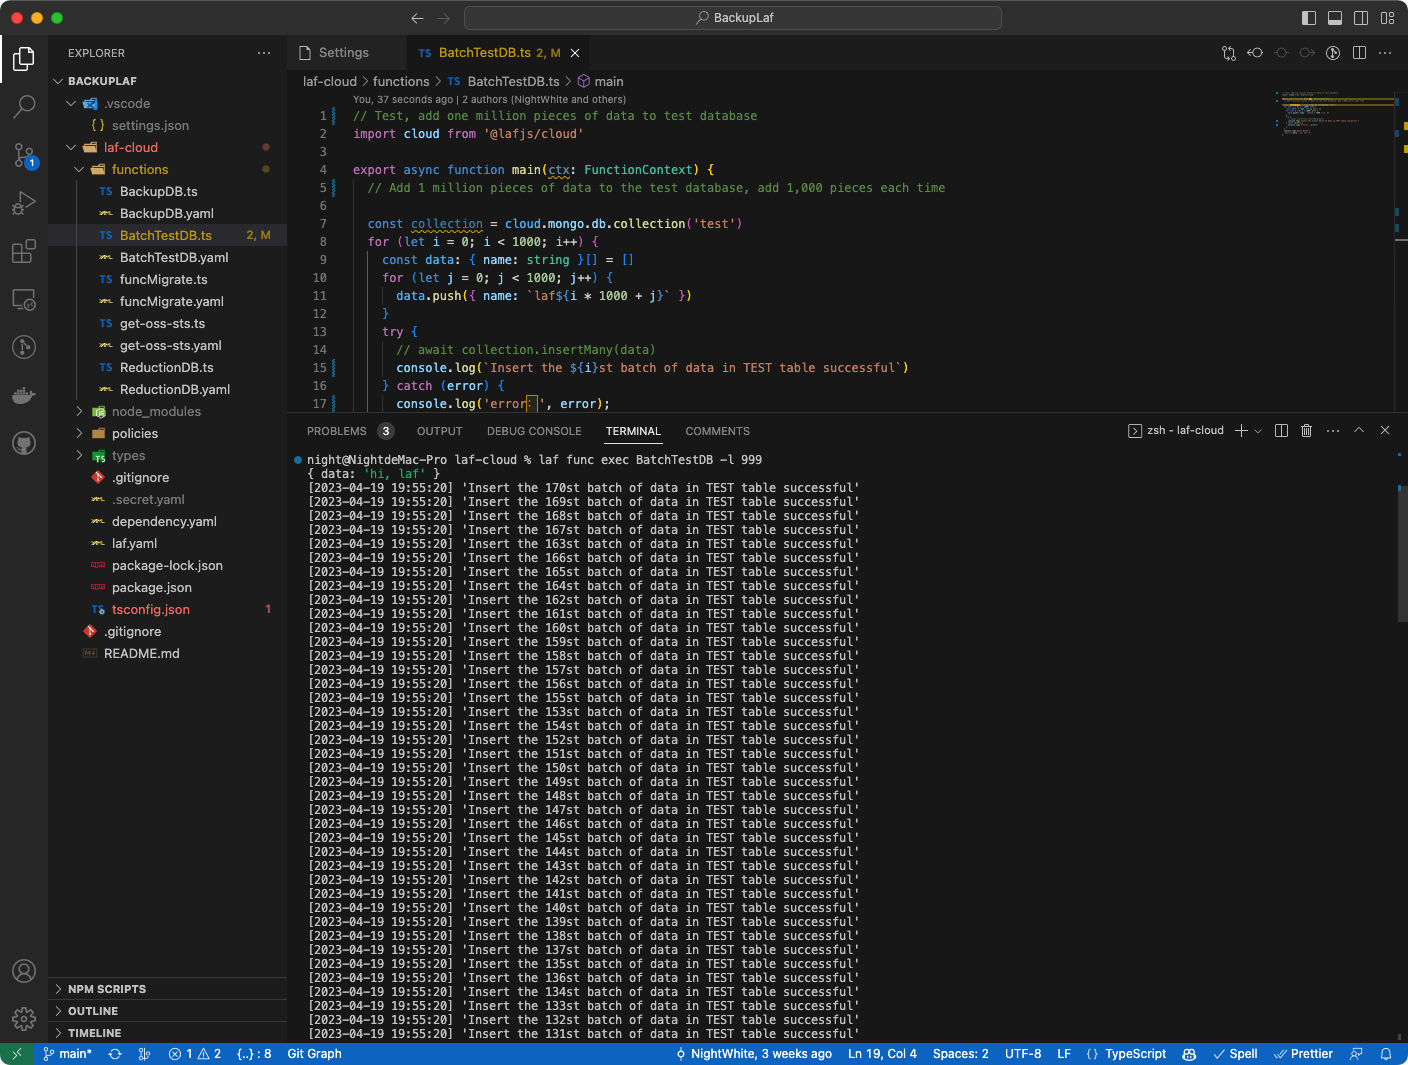 BackupLaf
EXPLORER
BACKUPLAF
.vscode
{ } settings.json
laf-cloud
functions
TS BackupDB.ts
BackupDB.yaml
TS BatchTestDB.ts 2, M
BatchTestDB.yaml
TS funcMigrate.ts
funcMigrate.yaml
TS get-oss-sts.ts
get-oss-sts.yaml
TS ReductionDB.ts
ReductionDB.yaml
node_modules
policies
types
.gitignore
.secret.yaml
dependency.yaml
laf.yaml
package-lock.json
package.json
tsconfig.json 1
.gitignore
README.md
NPM SCRIPTS
OUTLINE
TIMELINE
1
Settings
TS BatchTestDB.ts 2, M
laf-cloud > functions > TS BatchTestDB.ts > main
You, 37 seconds ago | 2 authors (NightWhite and others)
1 // Test, add one million pieces of data to test database
2 import cloud from '@lafjs/cloud'
3
4 export async function main(ctx: FunctionContext) {
5 // Add 1 million pieces of data to the test database, add 1,000 pieces each time
6
7 const collection = cloud.mongo.db.collection('test')
8 for (let i = 0; i < 1000; i++) {
9 const data: { name: string }[] = []
10 for (let j = 0; j < 1000; j++) {
11 data.push({ name: `laf${i * 1000 + j}` })
12 }
13 try {
14 // await collection.insertMany(data)
15 console.log(`Insert the ${i}st batch of data in TEST table successful`)
16 } catch (error) {
17 console.log('error：', error);
PROBLEMS 3 OUTPUT DEBUG CONSOLE TERMINAL COMMENTS
zsh - laf-cloud
night@NightdeMac-Pro laf-cloud % laf func exec BatchTestDB -l 999
{ data: 'hi, laf' }
[2023-04-19 19:55:20] 'Insert the 170st batch of data in TEST table successful'
[2023-04-19 19:55:20] 'Insert the 169st batch of data in TEST table successful'
[2023-04-19 19:55:20] 'Insert the 168st batch of data in TEST table successful'
[2023-04-19 19:55:20] 'Insert the 167st batch of data in TEST table successful'
[2023-04-19 19:55:20] 'Insert the 163st batch of data in TEST table successful'
[2023-04-19 19:55:20] 'Insert the 166st batch of data in TEST table successful'
[2023-04-19 19:55:20] 'Insert the 165st batch of data in TEST table successful'
[2023-04-19 19:55:20] 'Insert the 164st batch of data in TEST table successful'
[2023-04-19 19:55:20] 'Insert the 162st batch of data in TEST table successful'
[2023-04-19 19:55:20] 'Insert the 161st batch of data in TEST table successful'
[2023-04-19 19:55:20] 'Insert the 160st batch of data in TEST table successful'
[2023-04-19 19:55:20] 'Insert the 159st batch of data in TEST table successful'
[2023-04-19 19:55:20] 'Insert the 158st batch of data in TEST table successful'
[2023-04-19 19:55:20] 'Insert the 157st batch of data in TEST table successful'
[2023-04-19 19:55:20] 'Insert the 156st batch of data in TEST table successful'
[2023-04-19 19:55:20] 'Insert the 155st batch of data in TEST table successful'
[2023-04-19 19:55:20] 'Insert the 153st batch of data in TEST table successful'
[2023-04-19 19:55:20] 'Insert the 154st batch of data in TEST table successful'
[2023-04-19 19:55:20] 'Insert the 152st batch of data in TEST table successful'
[2023-04-19 19:55:20] 'Insert the 151st batch of data in TEST table successful'
[2023-04-19 19:55:20] 'Insert the 150st batch of data in TEST table successful'
[2023-04-19 19:55:20] 'Insert the 149st batch of data in TEST table successful'
[2023-04-19 19:55:20] 'Insert the 148st batch of data in TEST table successful'
[2023-04-19 19:55:20] 'Insert the 147st batch of data in TEST table successful'
[2023-04-19 19:55:20] 'Insert the 146st batch of data in TEST table successful'
[2023-04-19 19:55:20] 'Insert the 145st batch of data in TEST table successful'
[2023-04-19 19:55:20] 'Insert the 144st batch of data in TEST table successful'
[2023-04-19 19:55:20] 'Insert the 143st batch of data in TEST table successful'
[2023-04-19 19:55:20] 'Insert the 142st batch of data in TEST table successful'
[2023-04-19 19:55:20] 'Insert the 141st batch of data in TEST table successful'
[2023-04-19 19:55:20] 'Insert the 140st batch of data in TEST table successful'
[2023-04-19 19:55:20] 'Insert the 139st batch of data in TEST table successful'
[2023-04-19 19:55:20] 'Insert the 138st batch of data in TEST table successful'
[2023-04-19 19:55:20] 'Insert the 137st batch of data in TEST table successful'
[2023-04-19 19:55:20] 'Insert the 135st batch of data in TEST table successful'
[2023-04-19 19:55:20] 'Insert the 136st batch of data in TEST table successful'
[2023-04-19 19:55:20] 'Insert the 134st batch of data in TEST table successful'
[2023-04-19 19:55:20] 'Insert the 133st batch of data in TEST table successful'
[2023-04-19 19:55:20] 'Insert the 132st batch of data in TEST table successful'
[2023-04-19 19:55:20] 'Insert the 131st batch of data in TEST table successful'
main* 1 2 {..} : 8 Git Graph NightWhite, 3 weeks ago Ln 19, Col 4 Spaces: 2 UTF-8 LF { } TypeScript Spell Prettier